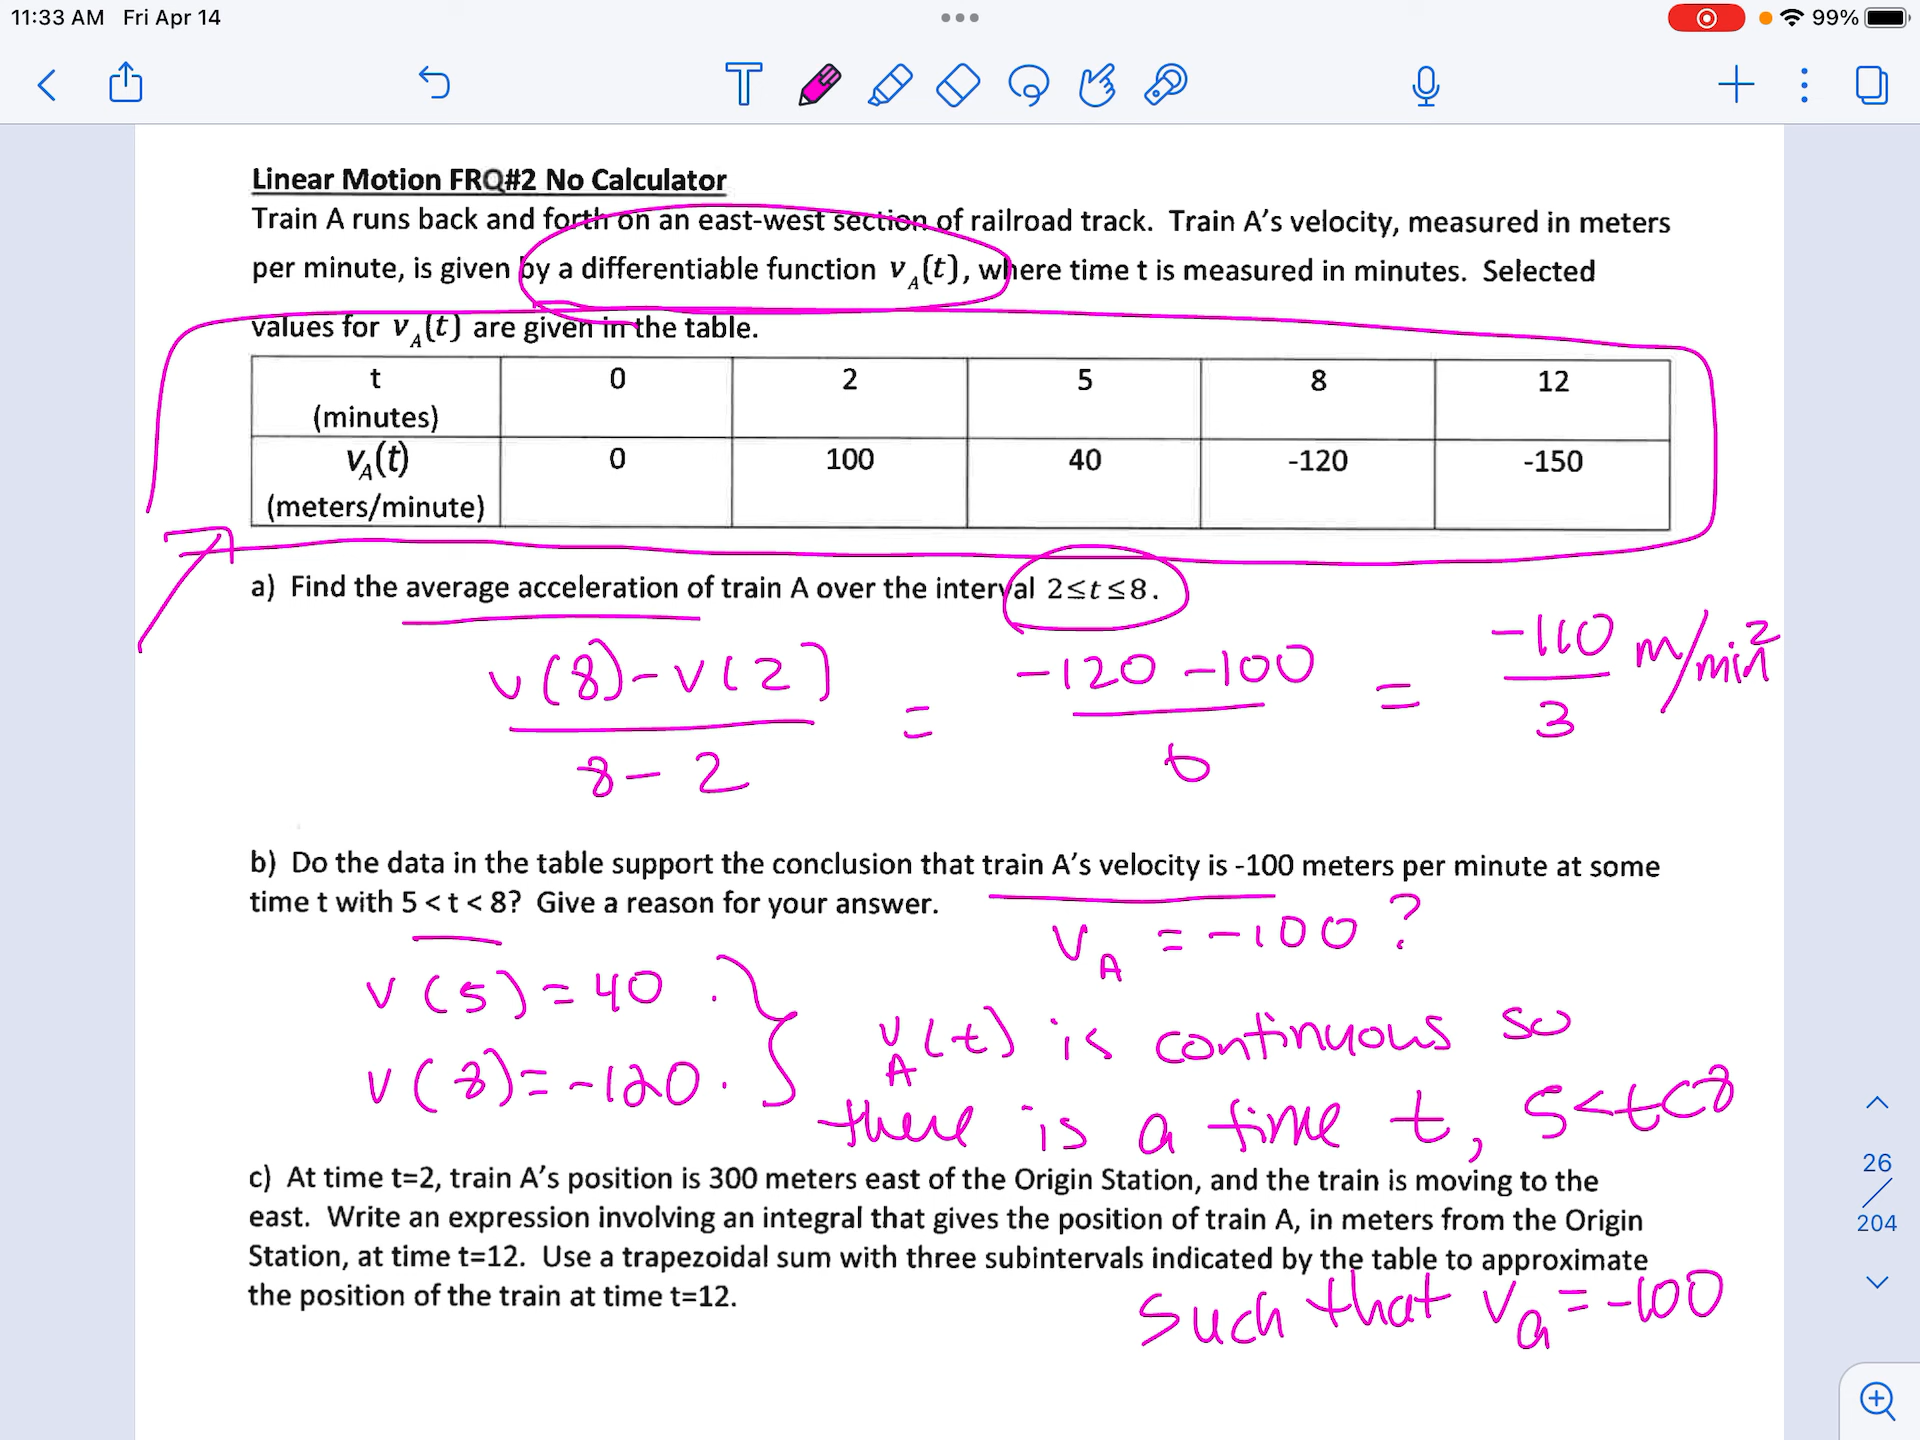 11:33 AM Fri Apr 14
99%
T
Linear Motion FRQ#2 No Calculator
Train A runs back and forth on an east-west section of railroad track. Train A's velocity, measured in meters
per minute, is given by a differentiable function v_A(t), where time t is measured in minutes. Selected
values for v_A(t) are given in the table.
t (minutes) 0 2 5 8 12
v_A(t) (meters/minute) 0 100 40 -120 -150
a) Find the average acceleration of train A over the interval 2≤t≤8.
v(8)-v(2) / 8-2 = -120-100 / 6 = -110/3 m/min²
b) Do the data in the table support the conclusion that train A's velocity is -100 meters per minute at some
time t with 5 < t < 8? Give a reason for your answer.
v_A = -100?
v(5)=40
v(8)=-120
v_A(t) is continuous so
there is a time t, 5<t<8
c) At time t=2, train A's position is 300 meters east of the Origin Station, and the train is moving to the
east. Write an expression involving an integral that gives the position of train A, in meters from the Origin
Station, at time t=12. Use a trapezoidal sum with three subintervals indicated by the table to approximate
the position of the train at time t=12.
such that v_a=-100
26
/
204